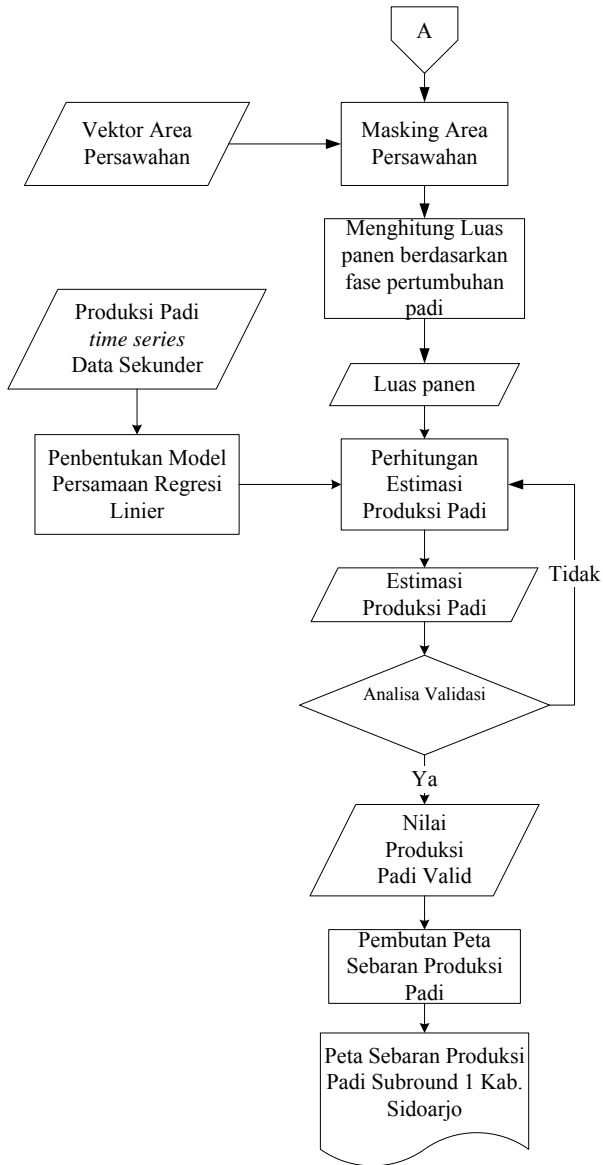 A
Vektor Area
Persawahan
Masking Area
Persawahan
Menghitung Luas
panen berdasarkan
fase pertumbuhan
padi
Produksi Padi
time series
Data Sekunder
Luas panen
Penbentukan Model
Persamaan Regresi
Linier
Perhitungan
Estimasi
Produksi Padi
Tidak
Estimasi
Produksi Padi
Analisa Validasi
Ya
Nilai
Produksi
Padi Valid
Pembutan Peta
Sebaran Produksi
Padi
Peta Sebaran Produksi
Padi Subround 1 Kab.
Sidoarjo